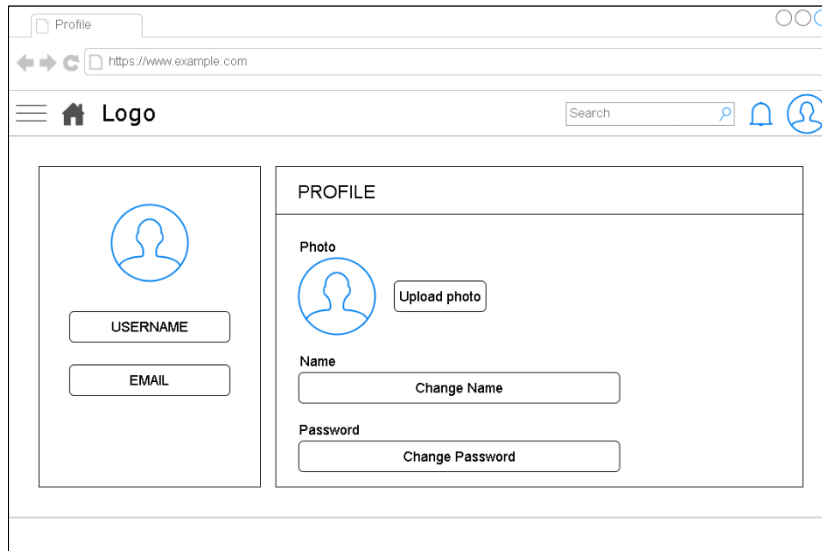 Profile
https://www.example.com
Logo
Search
USERNAME
EMAIL
PROFILE
Photo
Upload photo
Name
Change Name
Password
Change Password